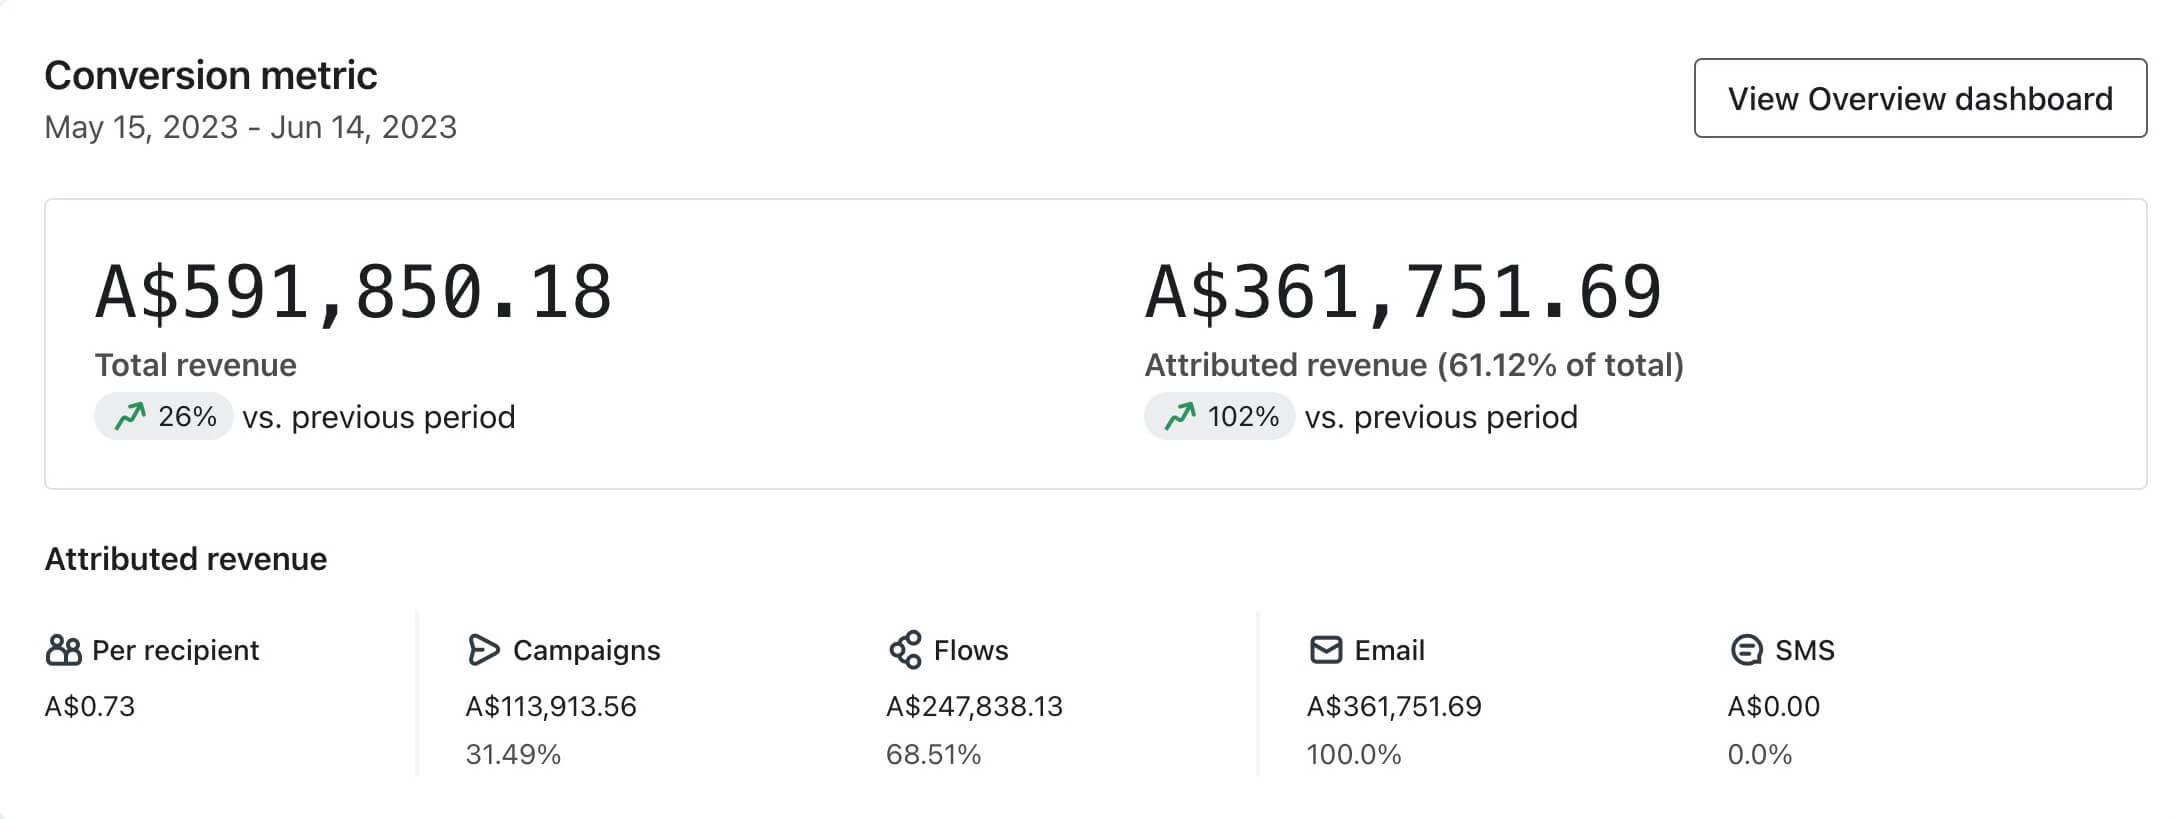 Conversion metric
May 15, 2023 - Jun 14, 2023
View Overview dashboard
A$591,850.18
Total revenue
26% vs. previous period
A$361,751.69
Attributed revenue (61.12% of total)
102% vs. previous period
Attributed revenue
Per recipient
A$0.73
Campaigns
A$113,913.56
31.49%
Flows
A$247,838.13
68.51%
Email
A$361,751.69
100.0%
SMS
A$0.00
0.0%